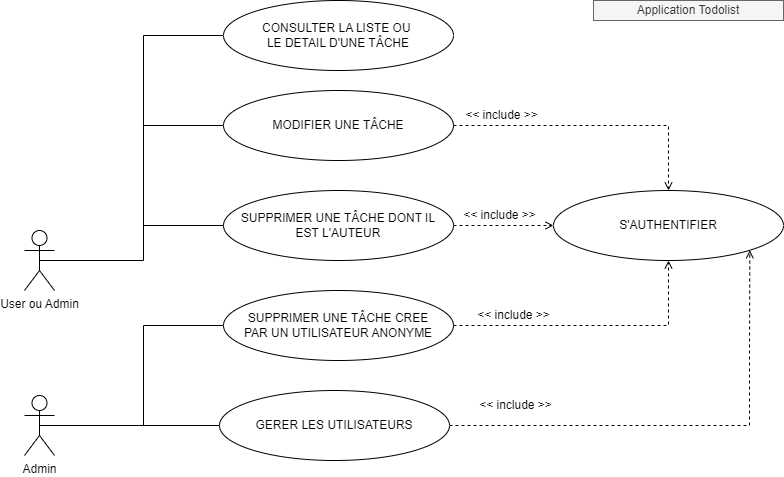 Application Todolist
CONSULTER LA LISTE OU
LE DETAIL D'UNE TÂCHE
MODIFIER UNE TÂCHE
<< include >>
SUPPRIMER UNE TÂCHE DONT IL
EST L'AUTEUR
<< include >>
S'AUTHENTIFIER
User ou Admin
SUPPRIMER UNE TÂCHE CREE
PAR UN UTILISATEUR ANONYME
<< include >>
GERER LES UTILISATEURS
<< include >>
Admin